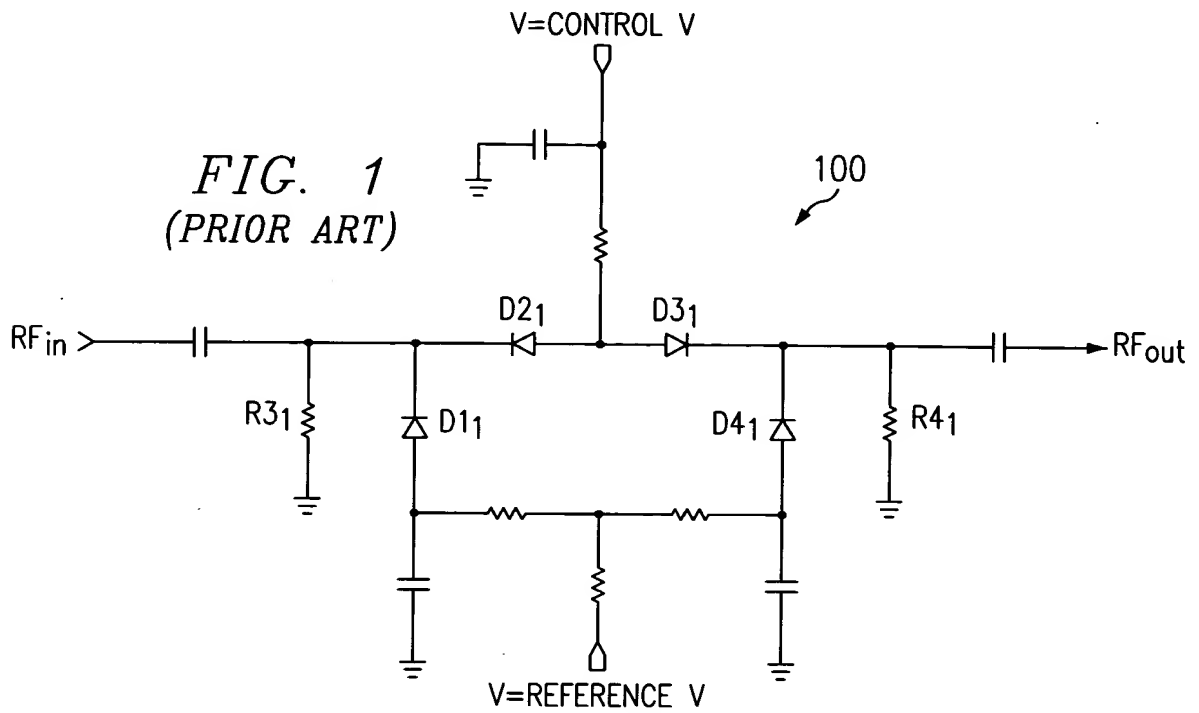 V=CONTROL V
FIG. 1
(PRIOR ART)
100
RFin
D21
D31
RFout
R31
D11
D41
R41
V=REFERENCE V